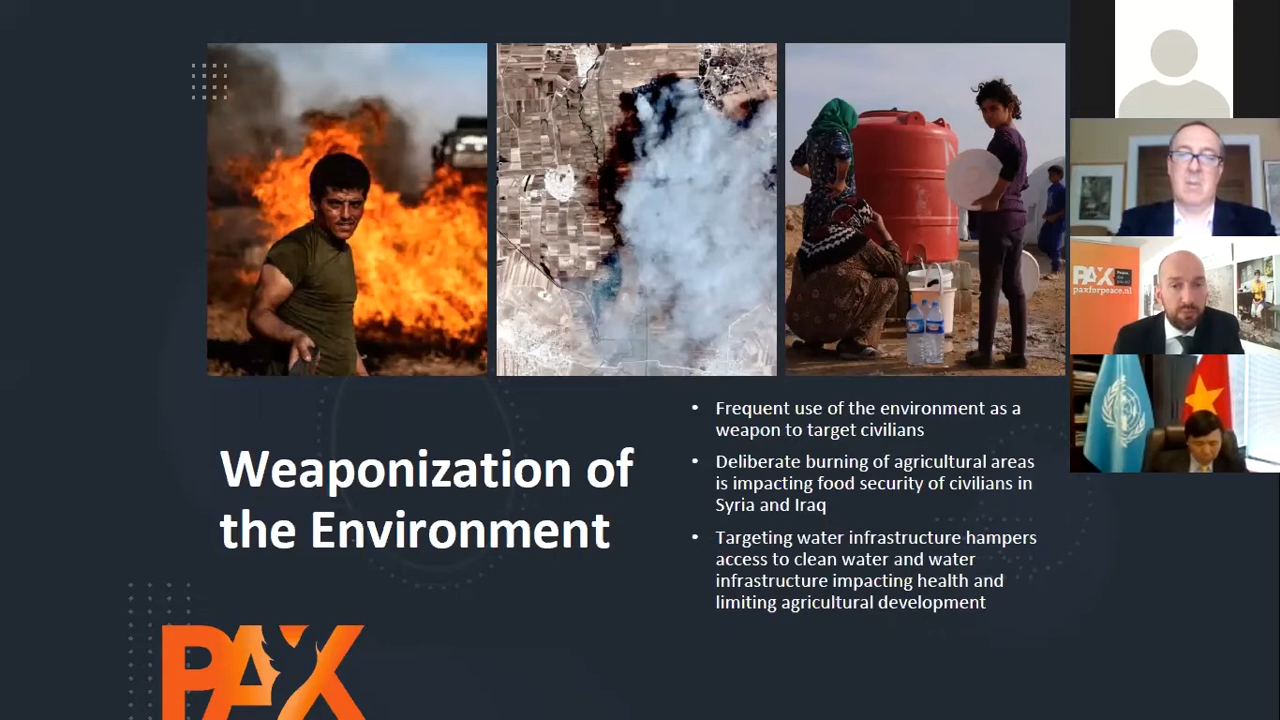 Weaponization of
the Environment
• Frequent use of the environment as a
weapon to target civilians
• Deliberate burning of agricultural areas
is impacting food security of civilians in
Syria and Iraq
• Targeting water infrastructure hampers
access to clean water and water
infrastructure impacting health and
limiting agricultural development
PAX
PAX
paxforpeace.nl